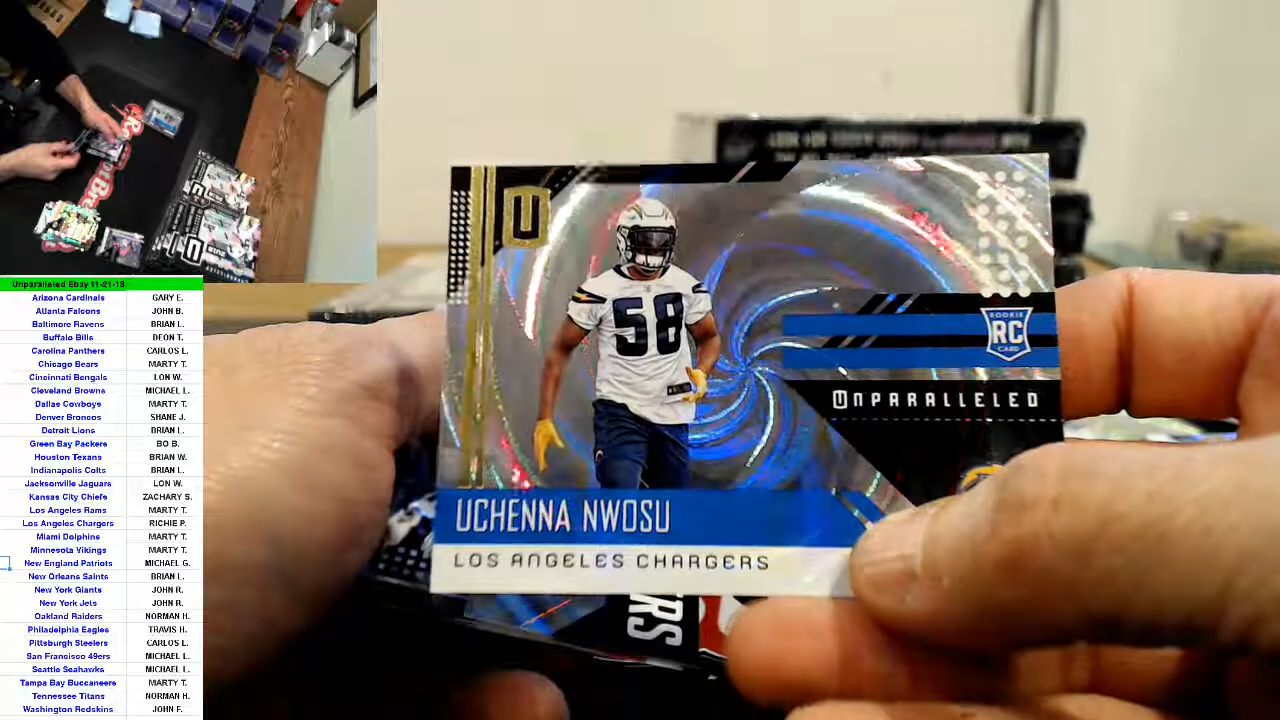 Unparalleled Ebay 11-21-18
Arizona Cardinals GARY E.
Atlanta Falcons JOHN B.
Baltimore Ravens BRIAN L.
Buffalo Bills DEON T.
Carolina Panthers CARLOS L.
Chicago Bears MARTY T.
Cincinnati Bengals LON W.
Cleveland Browns MICHAEL L.
Dallas Cowboys MARTY T.
Denver Broncos SHANE J.
Detroit Lions BRIAN L.
Green Bay Packers BO B.
Houston Texans BRIAN W.
Indianapolis Colts BRIAN L.
Jacksonville Jaguars LON W.
Kansas City Chiefs ZACHARY S.
Los Angeles Rams MARTY T.
Los Angeles Chargers RICHIE P.
Miami Dolphins MARTY T.
Minnesota Vikings MARTY T.
New England Patriots MICHAEL G.
New Orleans Saints BRIAN L.
New York Giants JOHN R.
New York Jets JOHN R.
Oakland Raiders NORMAN H.
Philadelphia Eagles TRAVIS H.
Pittsburgh Steelers CARLOS L.
San Francisco 49ers MICHAEL L.
Seattle Seahawks MICHAEL L.
Tampa Bay Buccaneers MARTY T.
Tennessee Titans NORMAN H.
Washington Redskins JOHN F.
U
58
ROOKIE
RC
CARD
UNPARALLELED
UCHENNA NWOSU
LOS ANGELES CHARGERS
RS